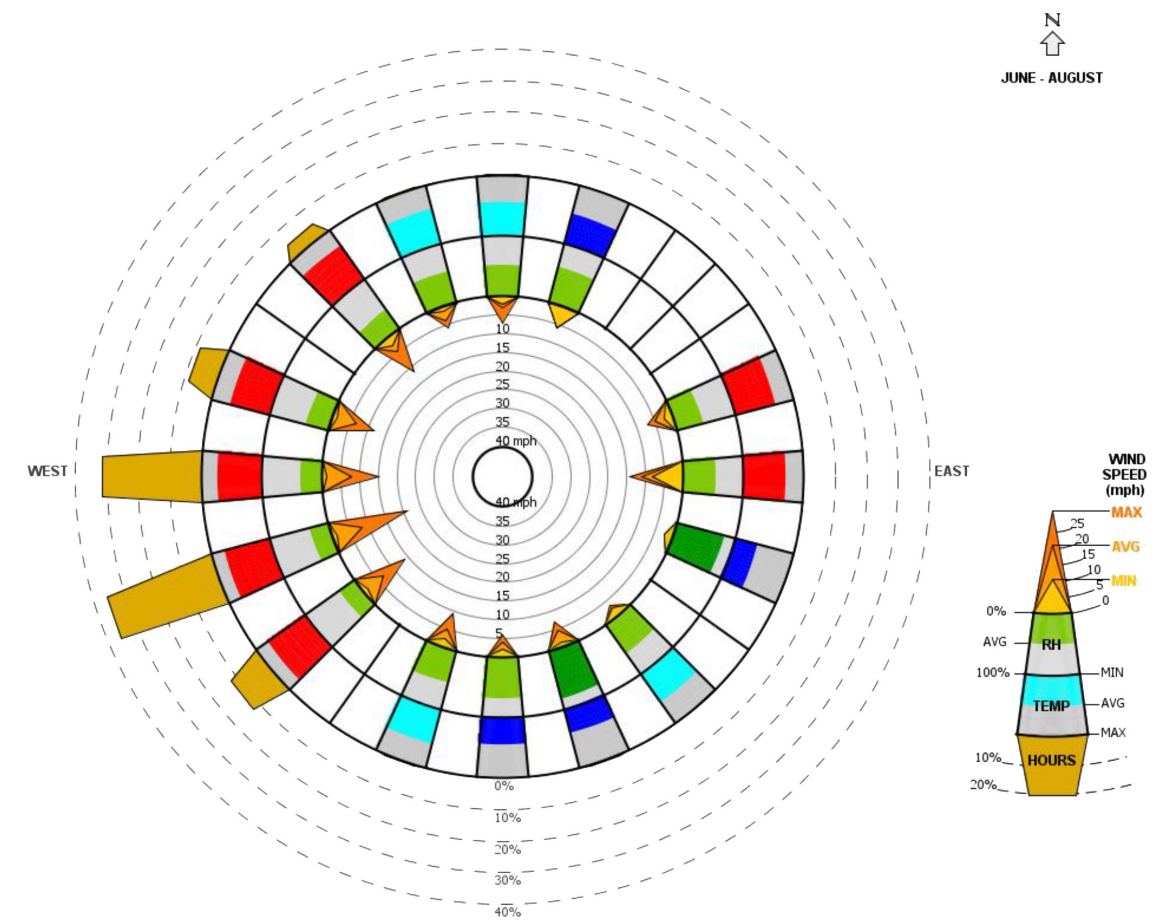 N
JUNE - AUGUST
10
15
20
25
30
35
40 mph
WEST
EAST
40 mph
35
30
25
20
15
10
5
0%
10%
20%
30%
40%
WIND
SPEED
(mph)
MAX
25
20
AVG
15
10
MIN
5
0
0%
AVG
RH
100%
MIN
TEMP
AVG
MAX
10%
HOURS
20%